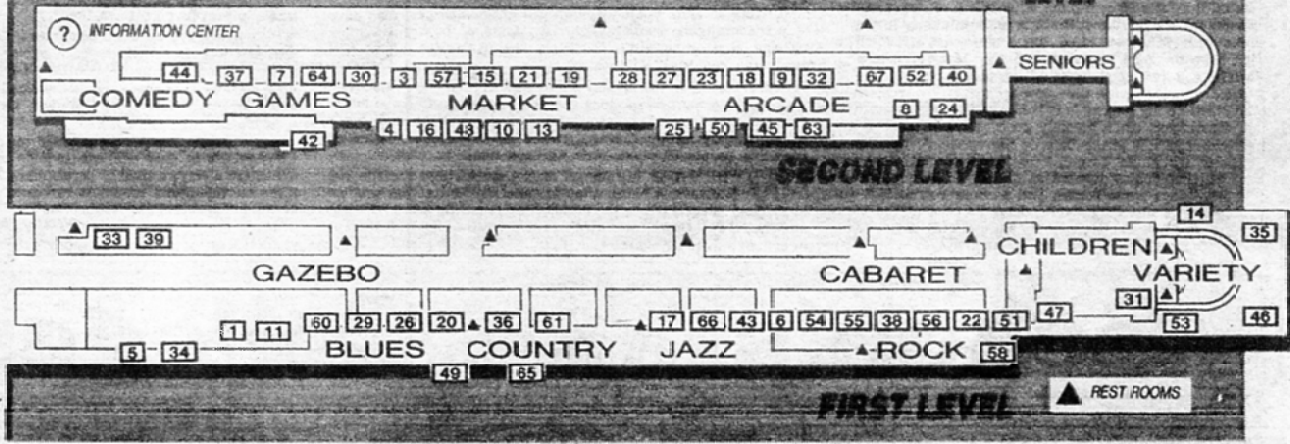 LEVEL
? INFORMATION CENTER
44 37 7 64 30 3 57 15 21 19 28 27 23 18 9 32 67 52 40
SENIORS
COMEDY GAMES MARKET ARCADE
8 24
42
4 16 48 10 13 25 50 45 63
SECOND LEVEL
14
33 39
35
CHILDREN
GAZEBO CABARET VARIETY
31
1 11 60 29 26 20 36 61 17 66 43 6 54 55 38 56 22 51 47 53 46
5 34
BLUES COUNTRY JAZZ ROCK 58
49 65
FIRST LEVEL
REST ROOMS